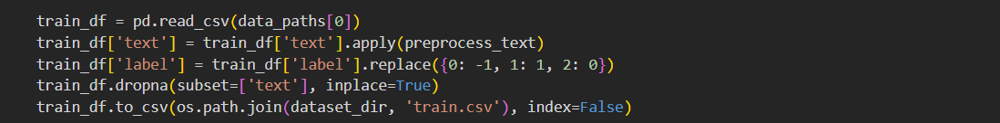 train_df = pd.read_csv(data_paths[0])
train_df['text'] = train_df['text'].apply(preprocess_text)
train_df['label'] = train_df['label'].replace({0: -1, 1: 1, 2: 0})
train_df.dropna(subset=['text'], inplace=True)
train_df.to_csv(os.path.join(dataset_dir, 'train.csv'), index=False)